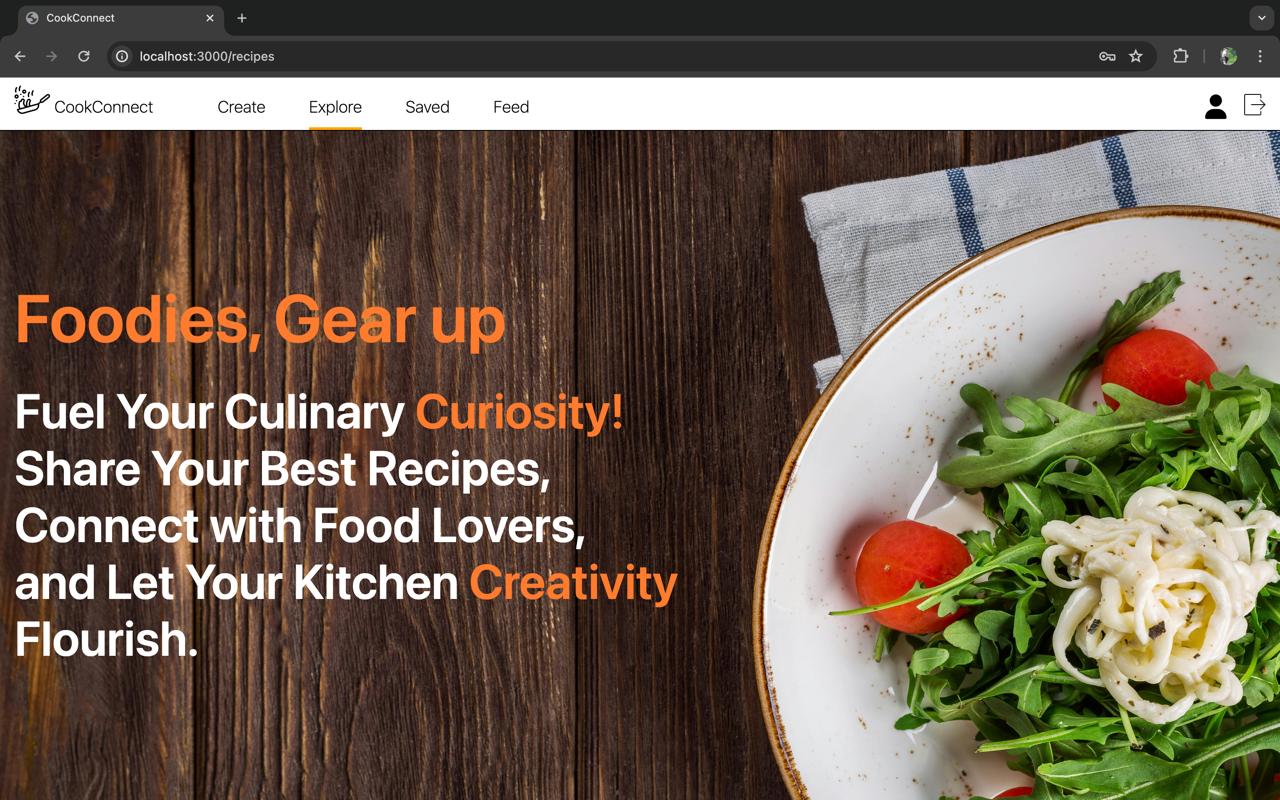 CookConnect
localhost:3000/recipes
CookConnect Create Explore Saved Feed
Foodies, Gear up
Fuel Your Culinary Curiosity!
Share Your Best Recipes,
Connect with Food Lovers,
and Let Your Kitchen Creativity
Flourish.